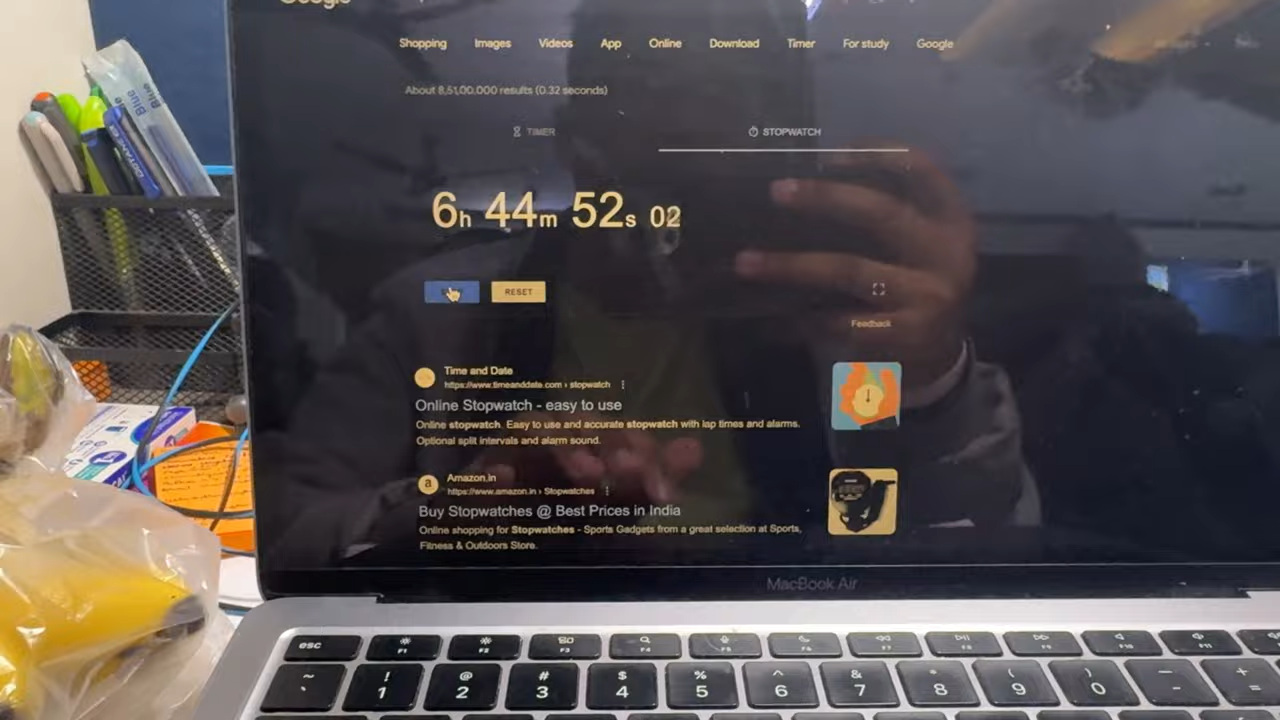 Google
Shopping Images Videos App Online Download Timer For study Google
About 8,51,00,000 results (0.32 seconds)
TIMER STOPWATCH
6h 44m 52s 02
RESET
Feedback
Time and Date
https://www.timeanddate.com › stopwatch
Online Stopwatch - easy to use
Online stopwatch. Easy to use and accurate stopwatch with lap times and alarms.
Optional split intervals and alarm sound.
a Amazon.in
https://www.amazon.in › Stopwatches
Buy Stopwatches @ Best Prices in India
Online shopping for Stopwatches - Sports Gadgets from a great selection at Sports,
Fitness & Outdoors Store.
MacBook Air
esc F1 F2 F3 F4 F5 F6 F7 F8 F9 F10 F11
~ ! @ # $ % ^ & * ( ) — +
` 1 2 3 4 5 6 7 8 9 0 - =
Blue
Blue